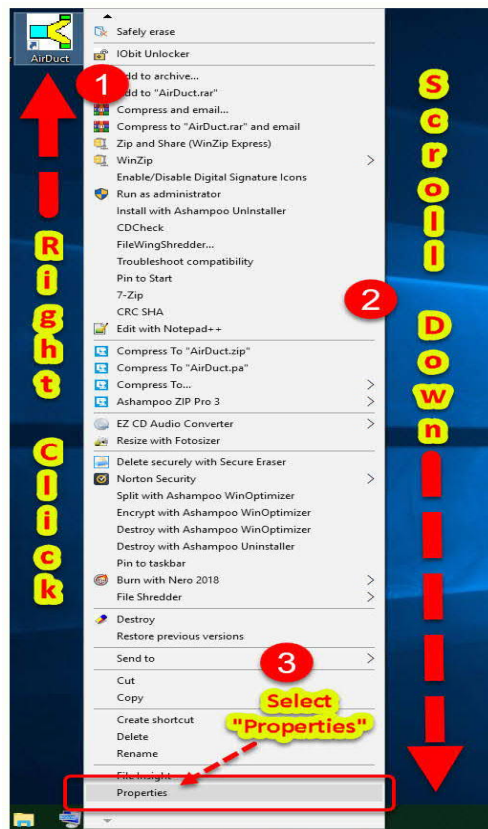 Safely erase
IObit Unlocker
AirDuct
1
dd to archive...
dd to "AirDuct.rar"
Compress and email...
Compress to "AirDuct.rar" and email
Zip and Share (WinZip Express)
WinZip
Enable/Disable Digital Signature Icons
Run as administrator
Install with Ashampoo UnInstaller
CDCheck
FileWingShredder...
Troubleshoot compatibility
Pin to Start
7-Zip
2
CRC SHA
Edit with Notepad++
Compress To "AirDuct.zip"
Compress To "AirDuct.pa"
Compress To...
Ashampoo ZIP Pro 3
EZ CD Audio Converter
Resize with Fotosizer
Delete securely with Secure Eraser
Norton Security
Split with Ashampoo WinOptimizer
Encrypt with Ashampoo WinOptimizer
Destroy with Ashampoo WinOptimizer
Destroy with Ashampoo Uninstaller
Pin to taskbar
Burn with Nero 2018
File Shredder
Destroy
Restore previous versions
Send to
3
Cut
Copy
Select
"Properties"
Create shortcut
Delete
Rename
File Insight
Properties
Right Click
Scroll Down